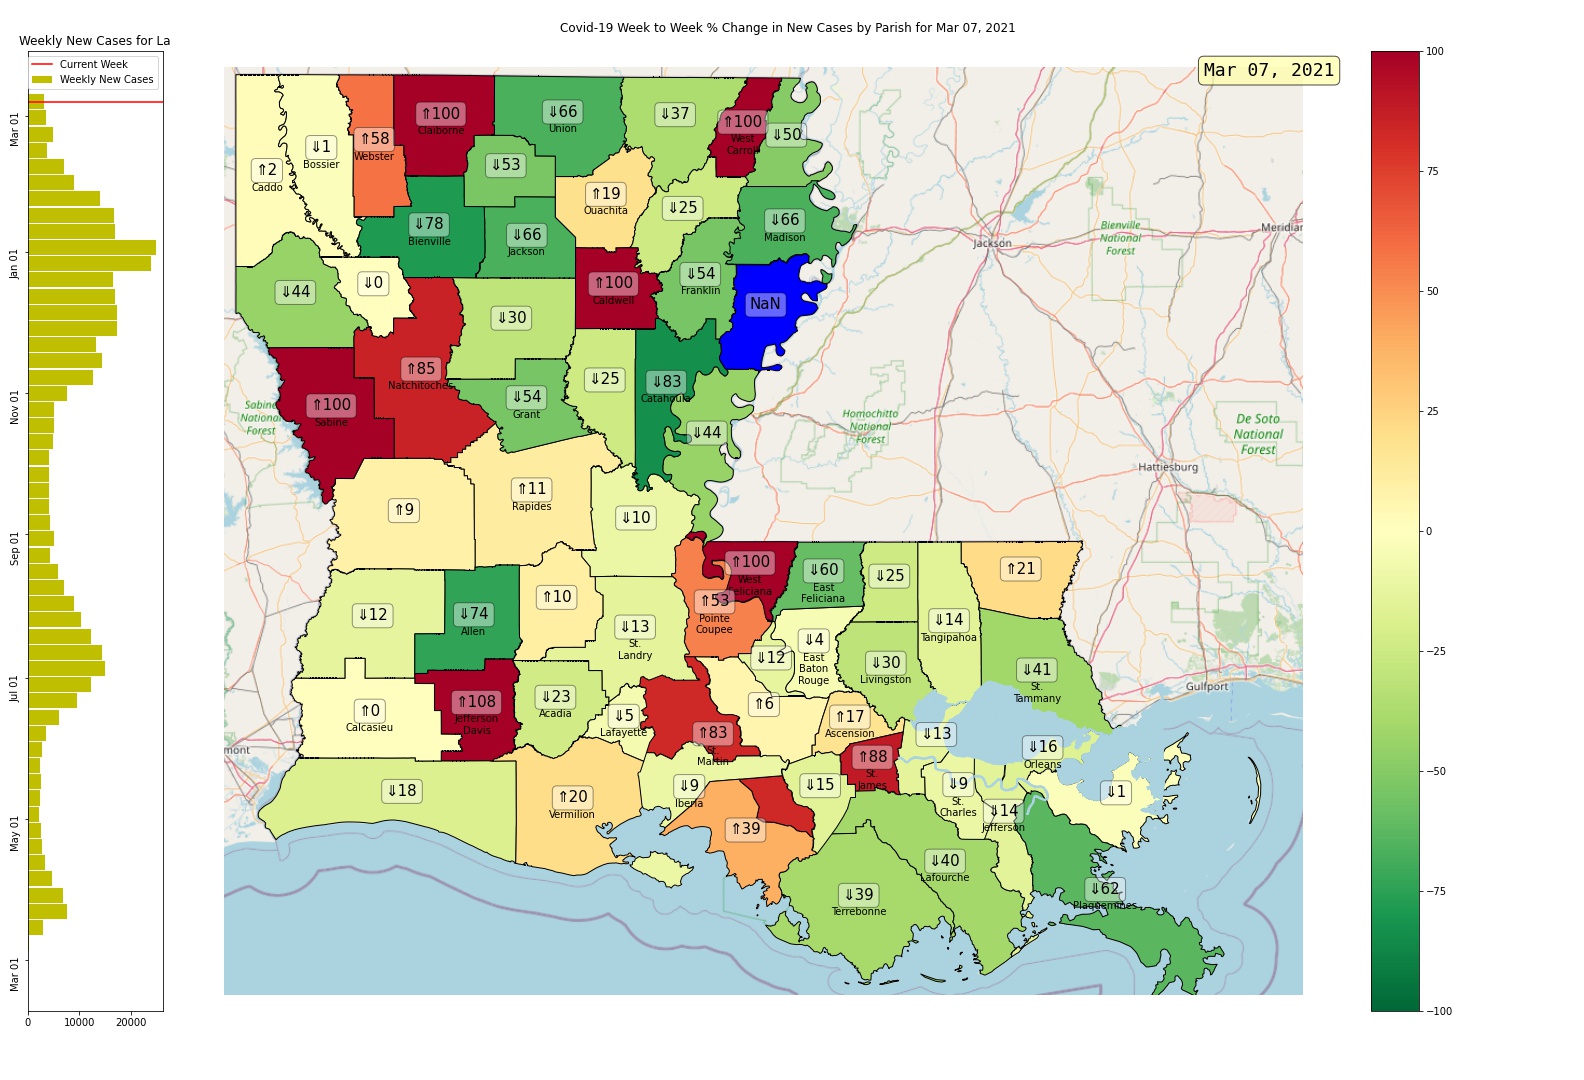 Covid-19 Week to Week % Change in New Cases by Parish for Mar 07, 2021
Weekly New Cases for La
Current Week
Weekly New Cases
Mar 01
Jan 01
Nov 01
Sep 01
Jul 01
May 01
Mar 01
0
10000
20000
Mar 07, 2021
⇑2
Caddo
⇓1
Bossier
⇑58
Webster
⇑100
Claiborne
⇓66
Union
⇓37
⇑100
West
Carroll
⇓50
⇓53
⇑19
Ouachita
⇓25
⇓66
Madison
⇓78
Bienville
⇓66
Jackson
⇓44
⇓0
⇑100
Caldwell
⇓54
Franklin
NaN
⇓30
⇑85
Natchitoches
⇑100
Sabine
⇓54
Grant
⇓25
⇓83
Catahoula
⇓44
⇑9
⇑11
Rapides
⇓10
⇑100
West
Feliciana
⇓60
East
Feliciana
⇓25
⇑21
⇑53
Pointe
Coupee
⇓12
⇓74
Allen
⇑10
⇓13
St.
Landry
⇓12
⇓4
East
Baton
Rouge
⇓14
Tangipahoa
⇓30
Livingston
⇓41
St.
Tammany
⇑0
Calcasieu
⇑108
Jefferson
Davis
⇓23
Acadia
⇓5
Lafayette
⇑83
St.
Martin
⇑6
⇑17
Ascension
⇓13
⇓16
Orleans
⇑88
St.
James
⇓18
⇑20
Vermilion
⇓9
Iberia
⇓15
⇓9
St.
Charles
⇓14
Jefferson
⇓1
⇑39
⇓40
Lafourche
⇓39
Terrebonne
⇓62
Plaquemines
Jackson
Bienville
National
Forest
Meridian
Sabine
National
Forest
Homochitto
National
Forest
De Soto
National
Forest
Hattiesburg
Gulfport
mont
100
75
50
25
0
−25
−50
−75
−100